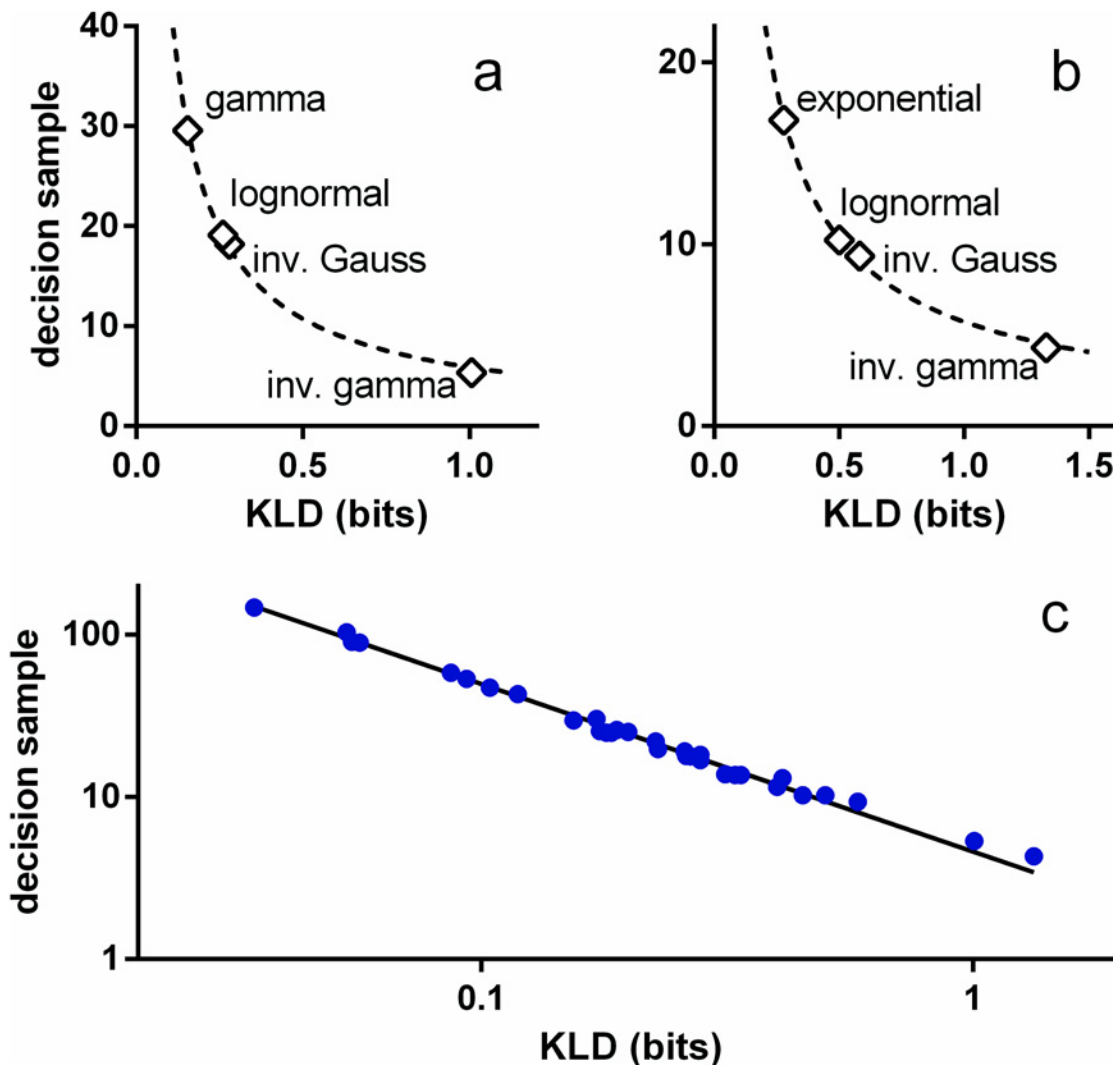 a
decision sample
40
30
20
10
0
gamma
lognormal
inv. Gauss
inv. gamma
0.0 0.5 1.0
KLD (bits)
b
20
10
0
exponential
lognormal
inv. Gauss
inv. gamma
0.0 0.5 1.0 1.5
KLD (bits)
c
decision sample
100
10
1
0.1 1
KLD (bits)